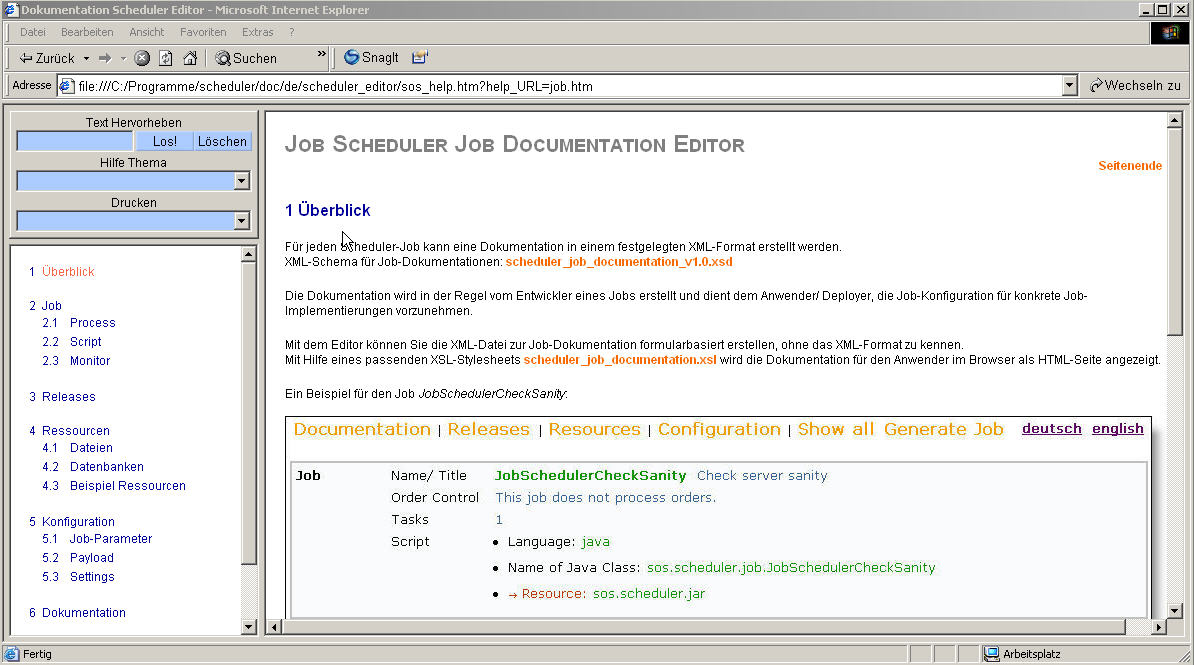 Dokumentation Scheduler Editor - Microsoft Internet Explorer
Datei Bearbeiten Ansicht Favoriten Extras ?
Zurück Suchen » SnagIt
Adresse file:///C:/Programme/scheduler/doc/de/scheduler_editor/sos_help.htm?help_URL=job.htm Wechseln zu
Text Hervorheben
Los! Löschen
Hilfe Thema
Drucken
1 Überblick
2 Job
2.1 Process
2.2 Script
2.3 Monitor
3 Releases
4 Ressourcen
4.1 Dateien
4.2 Datenbanken
4.3 Beispiel Ressourcen
5 Konfiguration
5.1 Job-Parameter
5.2 Payload
5.3 Settings
6 Dokumentation
Job Scheduler Job Documentation Editor
Seitenende
1 Überblick
Für jeden Scheduler-Job kann eine Dokumentation in einem festgelegten XML-Format erstellt werden.
XML-Schema für Job-Dokumentationen: scheduler_job_documentation_v1.0.xsd
Die Dokumentation wird in der Regel vom Entwickler eines Jobs erstellt und dient dem Anwender/ Deployer, die Job-Konfiguration für konkrete Job-
Implementierungen vorzunehmen.
Mit dem Editor können Sie die XML-Datei zur Job-Dokumentation formularbasiert erstellen, ohne das XML-Format zu kennen.
Mit Hilfe eines passenden XSL-Stylesheets scheduler_job_documentation.xsl wird die Dokumentation für den Anwender im Browser als HTML-Seite angezeigt.
Ein Beispiel für den Job JobSchedulerCheckSanity:
Documentation | Releases | Resources | Configuration | Show all Generate Job deutsch english
Job Name/ Title JobSchedulerCheckSanity Check server sanity
Order Control This job does not process orders.
Tasks 1
Script • Language: java
• Name of Java Class: sos.scheduler.job.JobSchedulerCheckSanity
• → Resource: sos.scheduler.jar
Fertig Arbeitsplatz